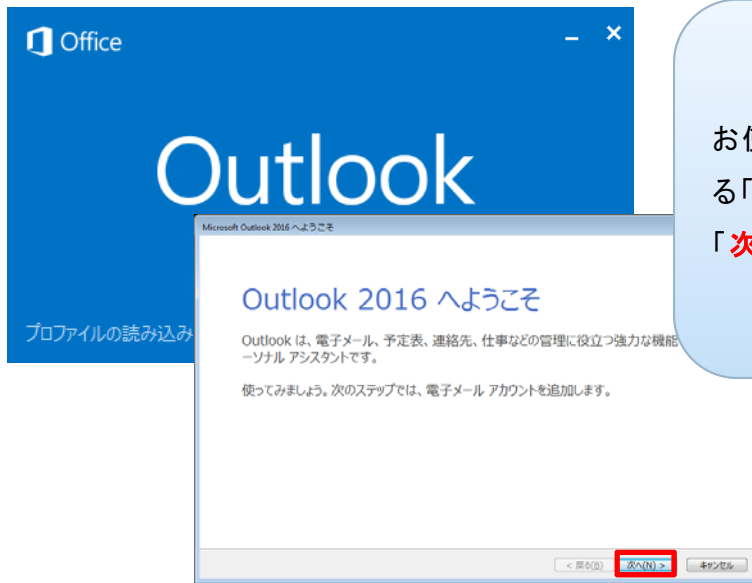 Office
Outlook
プロファイルの読み込み
お
る「
「次
Microsoft Outlook 2016 へようこそ
Outlook 2016 へようこそ
Outlook は、電子メール、予定表、連絡先、仕事などの管理に役立つ強力な機能
ーソナル アシスタントです。
使ってみましょう。次のステップでは、電子メール アカウントを追加します。
< 戻る(B)
次へ(N) >
キャンセル